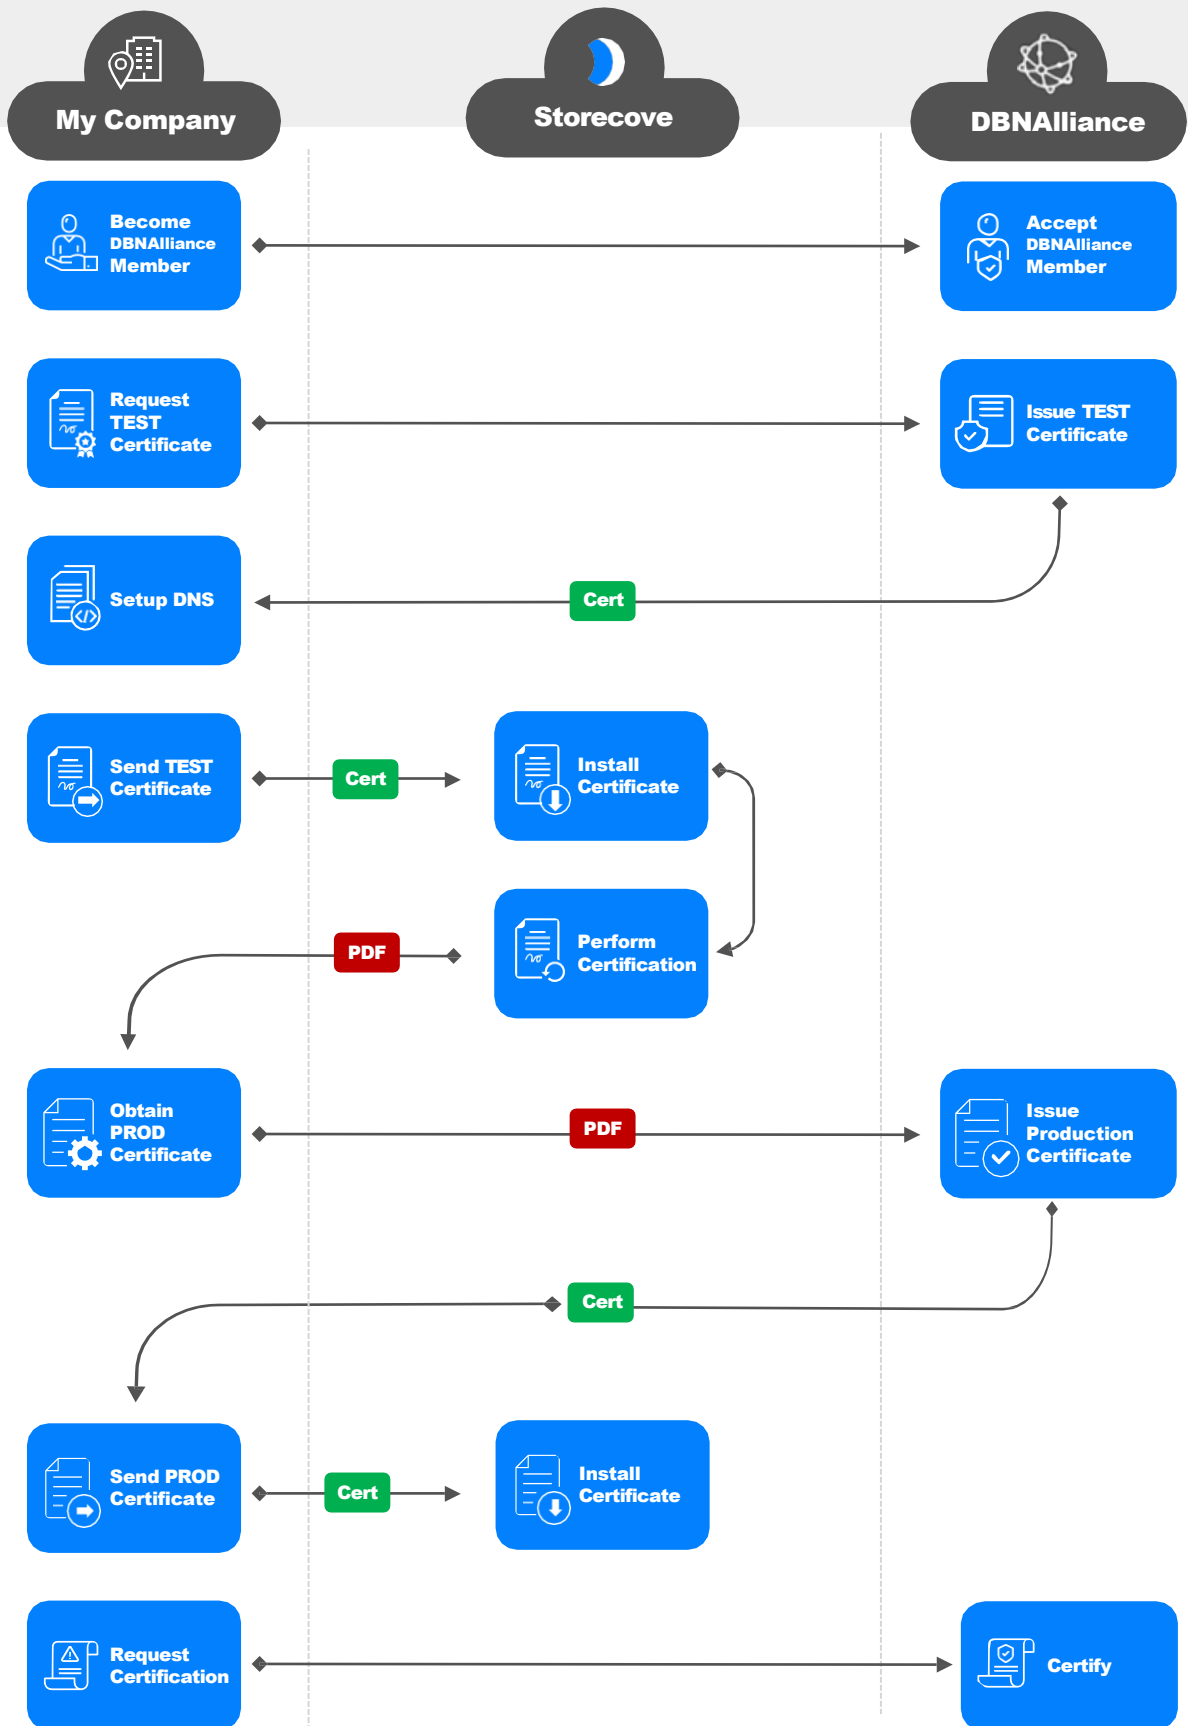 My Company
Storecove
DBNAlliance
Become
DBNAlliance
Member
Accept
DBNAlliance
Member
Request
TEST
Certificate
Issue TEST
Certificate
Setup DNS
Cert
Send TEST
Certificate
Cert
Install
Certificate
PDF
Perform
Certification
Obtain
PROD
Certificate
PDF
Issue
Production
Certificate
Cert
Send PROD
Certificate
Cert
Install
Certificate
Request
Certification
Certify